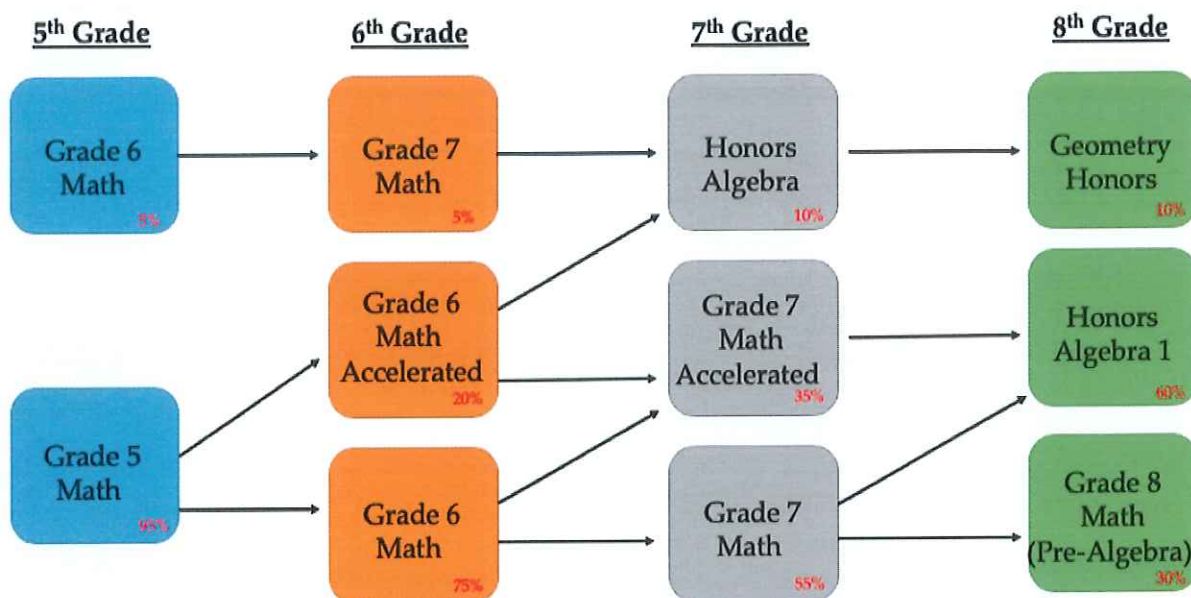 5th Grade
6th Grade
7th Grade
8th Grade
Grade 6
Math
5%
Grade 7
Math
5%
Honors
Algebra
10%
Geometry
Honors
10%
Grade 6
Math
Accelerated
20%
Grade 7
Math
Accelerated
35%
Honors
Algebra 1
60%
Grade 5
Math
95%
Grade 6
Math
75%
Grade 7
Math
55%
Grade 8
Math
(Pre-Algebra)
30%